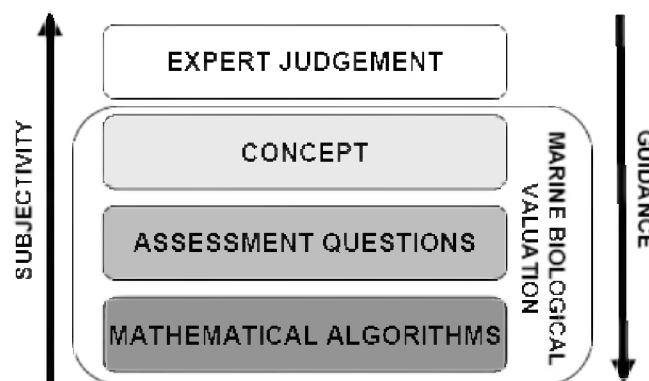 EXPERT JUDGEMENT
CONCEPT
ASSESSMENT QUESTIONS
MATHEMATICAL ALGORITHMS
SUBJECTIVITY
MARINE BIOLOGICAL
VALUATION
GUIDANCE